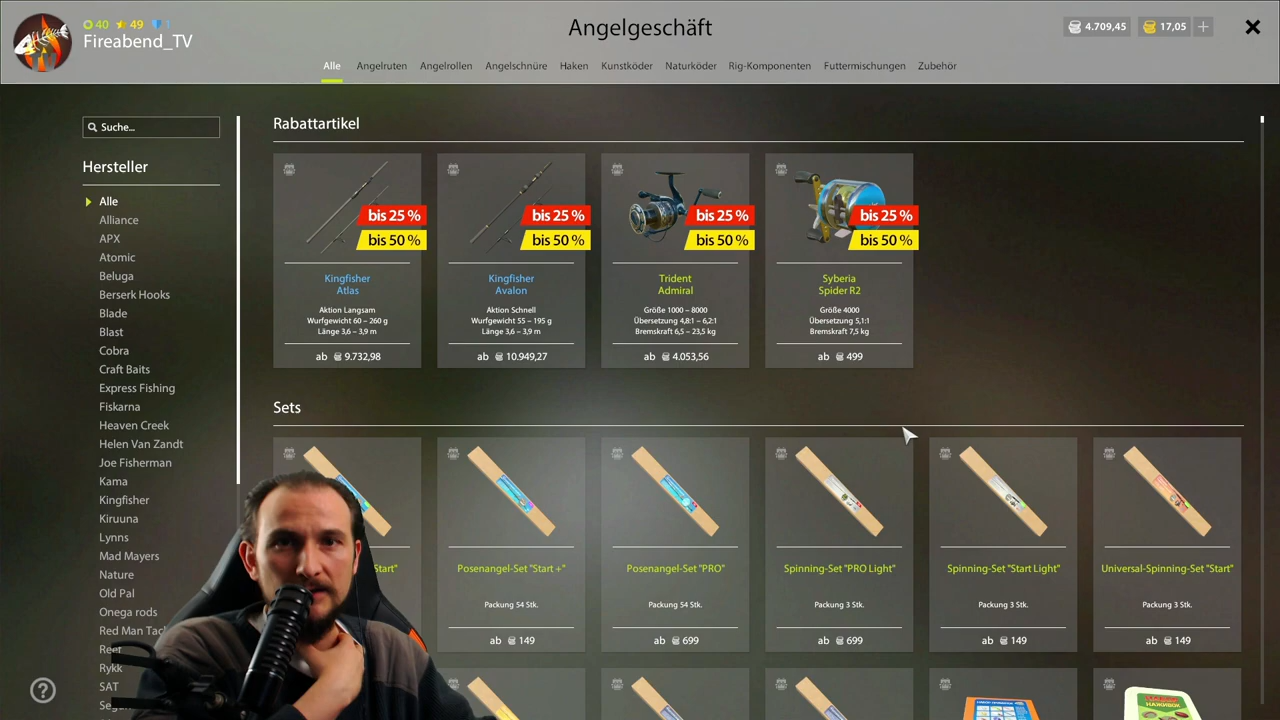 40 49 1
Fireabend_TV
Angelgeschäft
4.709,45 17,05 +
Alle Angelruten Angelrollen Angelschnüre Haken Kunstköder Naturköder Rig-Komponenten Futtermischungen Zubehör
Suche...
Hersteller
Alle
Alliance
APX
Atomic
Beluga
Berserk Hooks
Blade
Blast
Cobra
Craft Baits
Express Fishing
Fiskarna
Heaven Creek
Helen Van Zandt
Joe Fisherman
Kama
Kingfisher
Kiruuna
Lynns
Mad Mayers
Nature
Old Pal
Onega rods
Red Man
Reef
Rykk
SAT
Rabattartikel
bis 25 %
bis 50 %
Kingfisher
Atlas
Aktion Langsam
Wurfgewicht 60 – 260 g
Länge 3,6 – 3,9 m
ab 9.732,98
bis 25 %
bis 50 %
Kingfisher
Avalon
Aktion Schnell
Wurfgewicht 55 – 195 g
Länge 3,6 – 3,9 m
ab 10.949,27
bis 25 %
bis 50 %
Trident
Admiral
Größe 1000 – 8000
Übersetzung 4,8:1 – 6,2:1
Bremskraft 6,5 – 23,5 kg
ab 4.053,56
bis 25 %
bis 50 %
Syberia
Spider R2
Größe 4000
Übersetzung 5,1:1
Bremskraft 7,5 kg
ab 499
Sets
Start"
Posenangel-Set "Start +"
Packung 54 Stk.
ab 149
Posenangel-Set "PRO"
Packung 54 Stk.
ab 699
Spinning-Set "PRO Light"
Packung 3 Stk.
ab 699
Spinning-Set "Start Light"
Packung 3 Stk.
ab 149
Universal-Spinning-Set "Start"
Packung 3 Stk.
ab 149
?